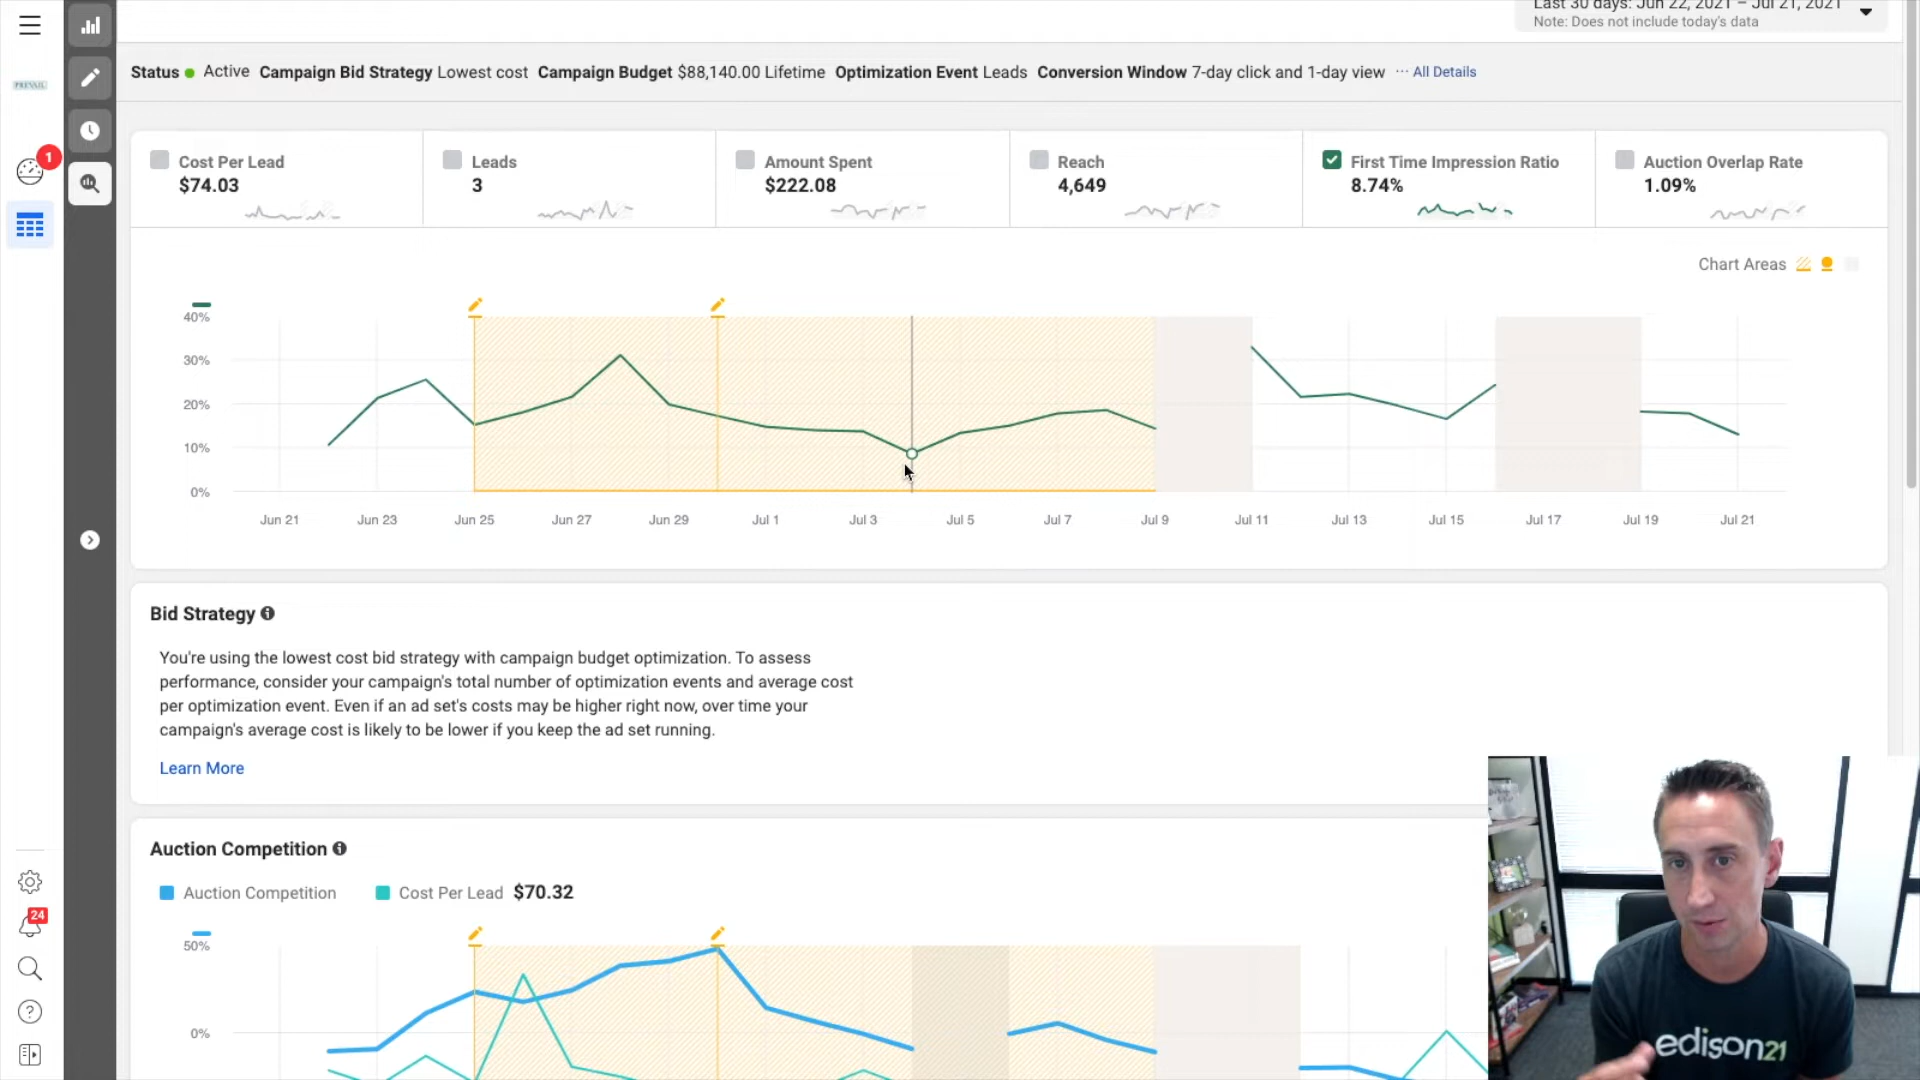 Last 30 days: Jun 22, 2021 – Jul 21, 2021
Note: Does not include today's data
PREVAIL
Status Active Campaign Bid Strategy Lowest cost Campaign Budget $88,140.00 Lifetime Optimization Event Leads Conversion Window 7-day click and 1-day view ··· All Details
1
Cost Per Lead
$74.03
Leads
3
Amount Spent
$222.08
Reach
4,649
First Time Impression Ratio
8.74%
Auction Overlap Rate
1.09%
Chart Areas
40%
30%
20%
10%
0%
Jun 21 Jun 23 Jun 25 Jun 27 Jun 29 Jul 1 Jul 3 Jul 5 Jul 7 Jul 9 Jul 11 Jul 13 Jul 15 Jul 17 Jul 19 Jul 21
Bid Strategy
You're using the lowest cost bid strategy with campaign budget optimization. To assess
performance, consider your campaign's total number of optimization events and average cost
per optimization event. Even if an ad set's costs may be higher right now, over time your
campaign's average cost is likely to be lower if you keep the ad set running.
Learn More
Auction Competition
Auction Competition Cost Per Lead $70.32
24
50%
0%
edison21